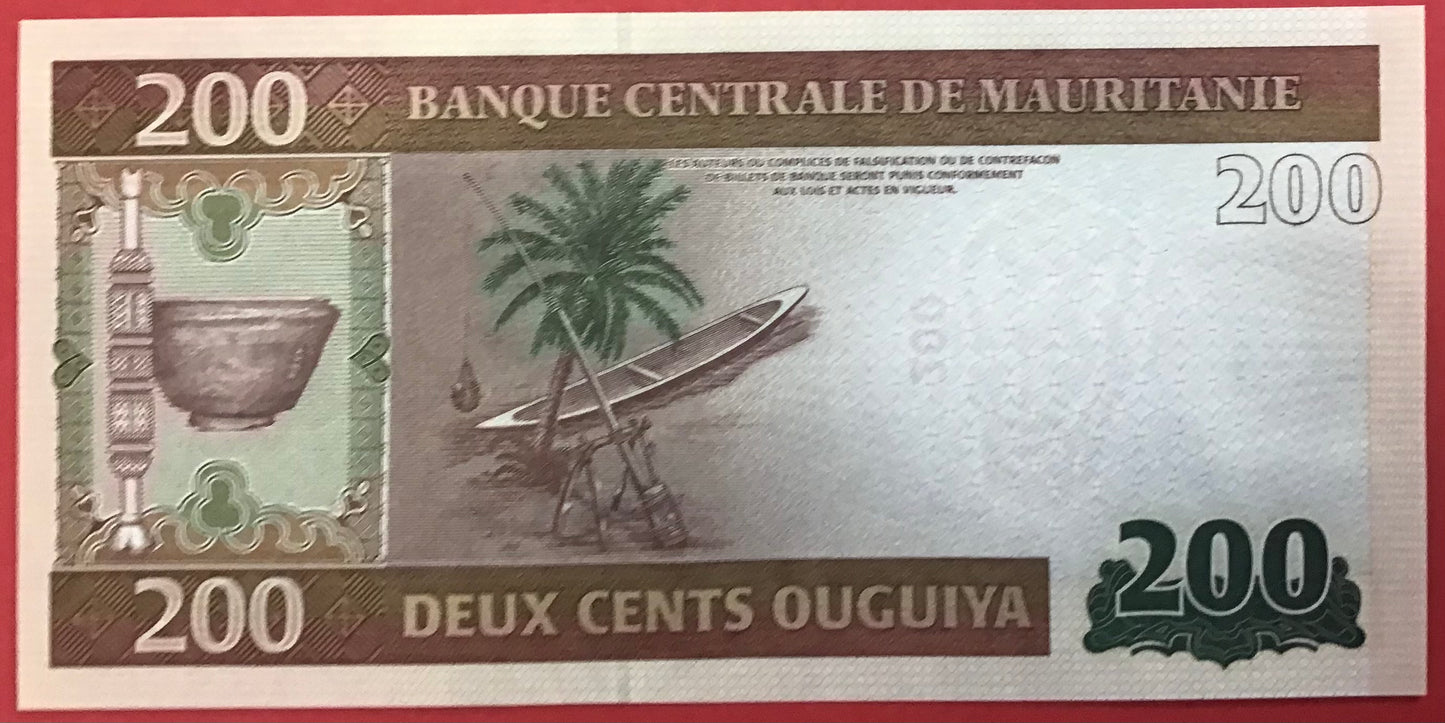 200 BANQUE CENTRALE DE MAURITANIE
LES AUTEURS OU COMPLICES DE FALSIFICATION OU DE CONTREFACON
DE BILLETS DE BANQUE SERONT PUNIS CONFORMEMENT
AUX LOIS ET ACTES EN VIGUEUR.
200
200 DEUX CENTS OUGUIYA
200